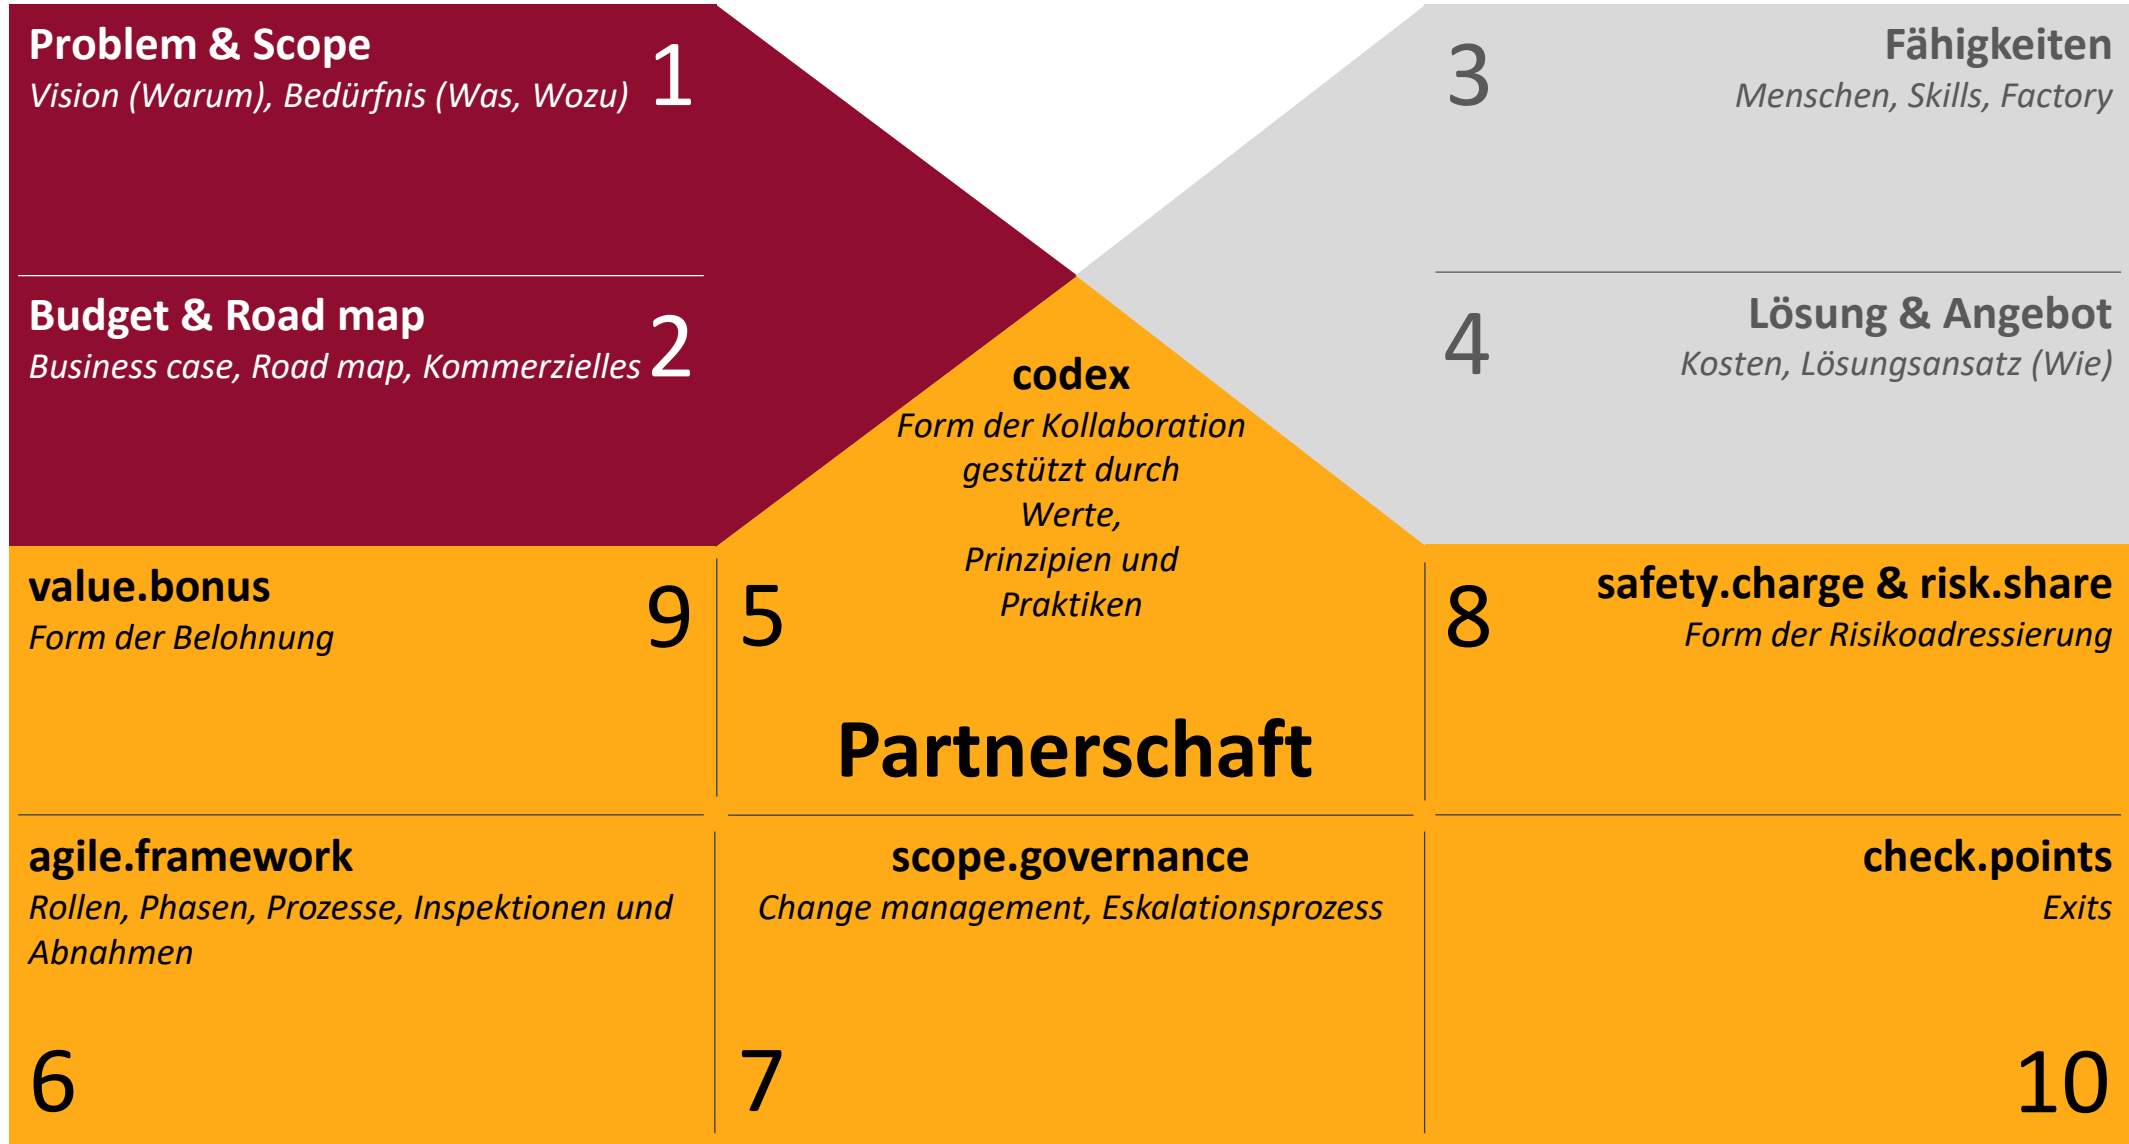 Problem & Scope
Vision (Warum), Bedürfnis (Was, Wozu)
1
Budget & Road map
Business case, Road map, Kommerzielles
2
3
Fähigkeiten
Menschen, Skills, Factory
4
Lösung & Angebot
Kosten, Lösungsansatz (Wie)
codex
Form der Kollaboration
gestützt durch
Werte,
Prinzipien und
Praktiken
5
Partnerschaft
value.bonus
Form der Belohnung
9
8
safety.charge & risk.share
Form der Risikoadressierung
agile.framework
Rollen, Phasen, Prozesse, Inspektionen und
Abnahmen
6
scope.governance
Change management, Eskalationsprozess
7
check.points
Exits
10